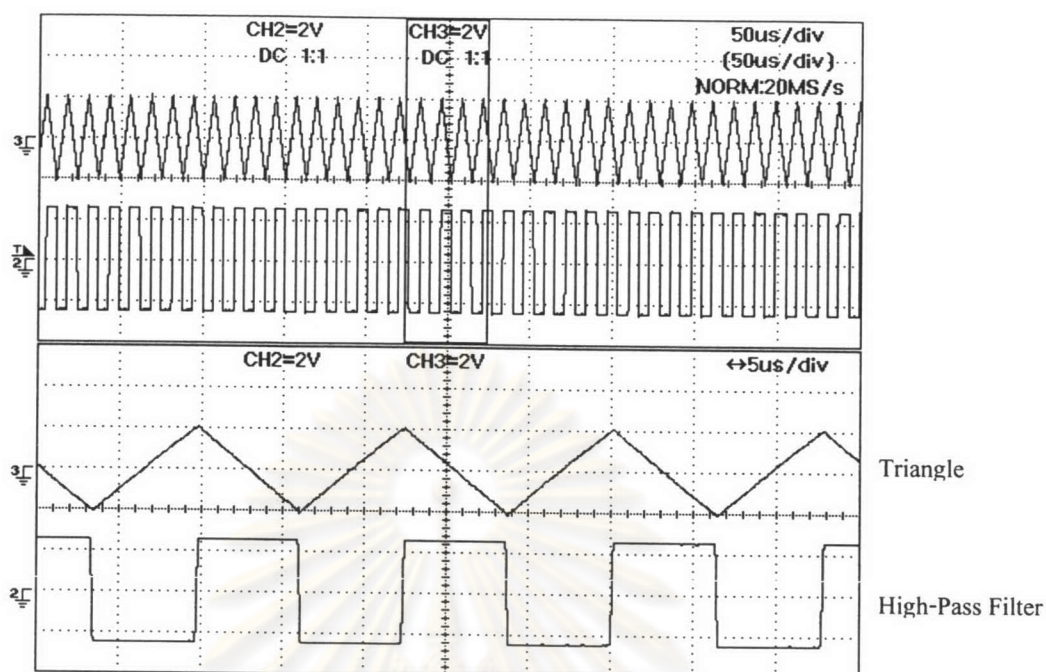 CH2=2V CH3=2V 50us/div
DC 1:1 DC 1:1 (50us/div)
NORM:20MS/s
3
T
2
CH2=2V CH3=2V ↔5us/div
3
Triangle
2
High-Pass Filter